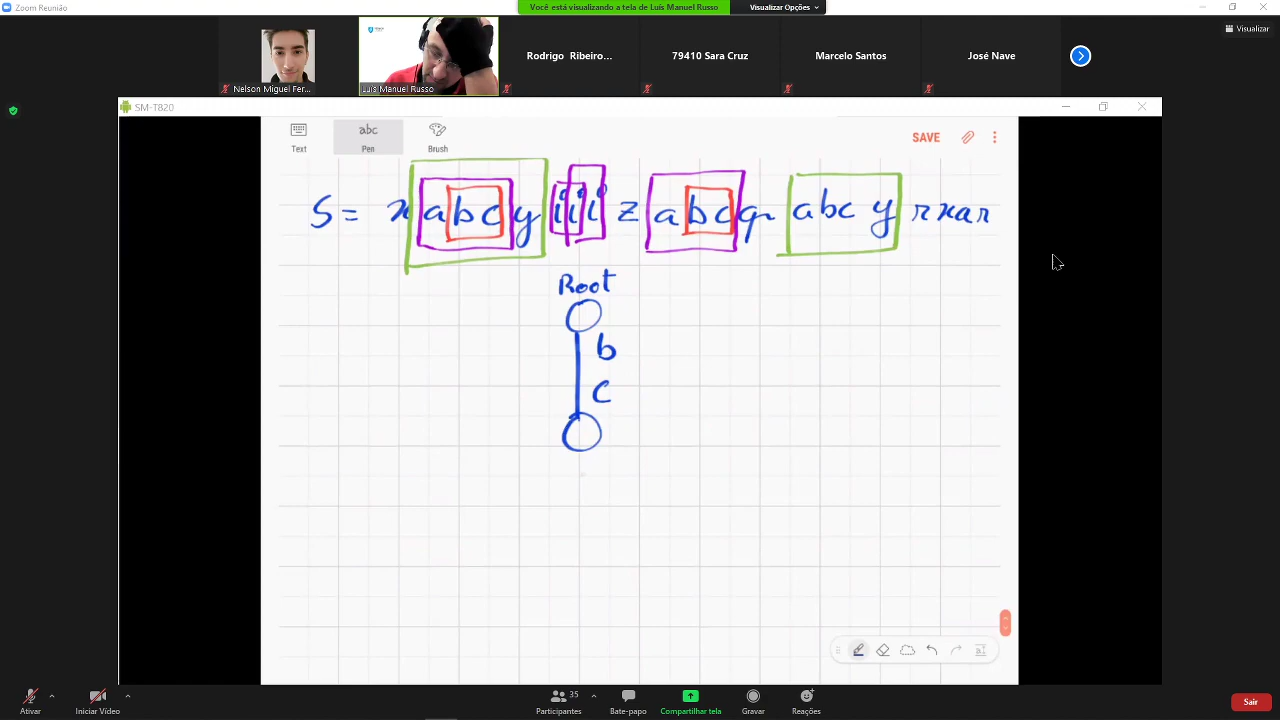 Zoom Reunião
Você está visualizando a tela de Luís Manuel Russo
Visualizar Opções
Visualizar
Nelson Miguel Fer...
Luís Manuel Russo
Rodrigo Ribeiro...
79410 Sara Cruz
Marcelo Santos
José Nave
SM-T820
Text
abc
Pen
Brush
SAVE
S = x a b c y i i i z a b c q a b c y r x a r
Root
b
c
Ativar
Iniciar Vídeo
35
Participantes
Bate-papo
Compartilhar tela
Gravar
Reações
Sair